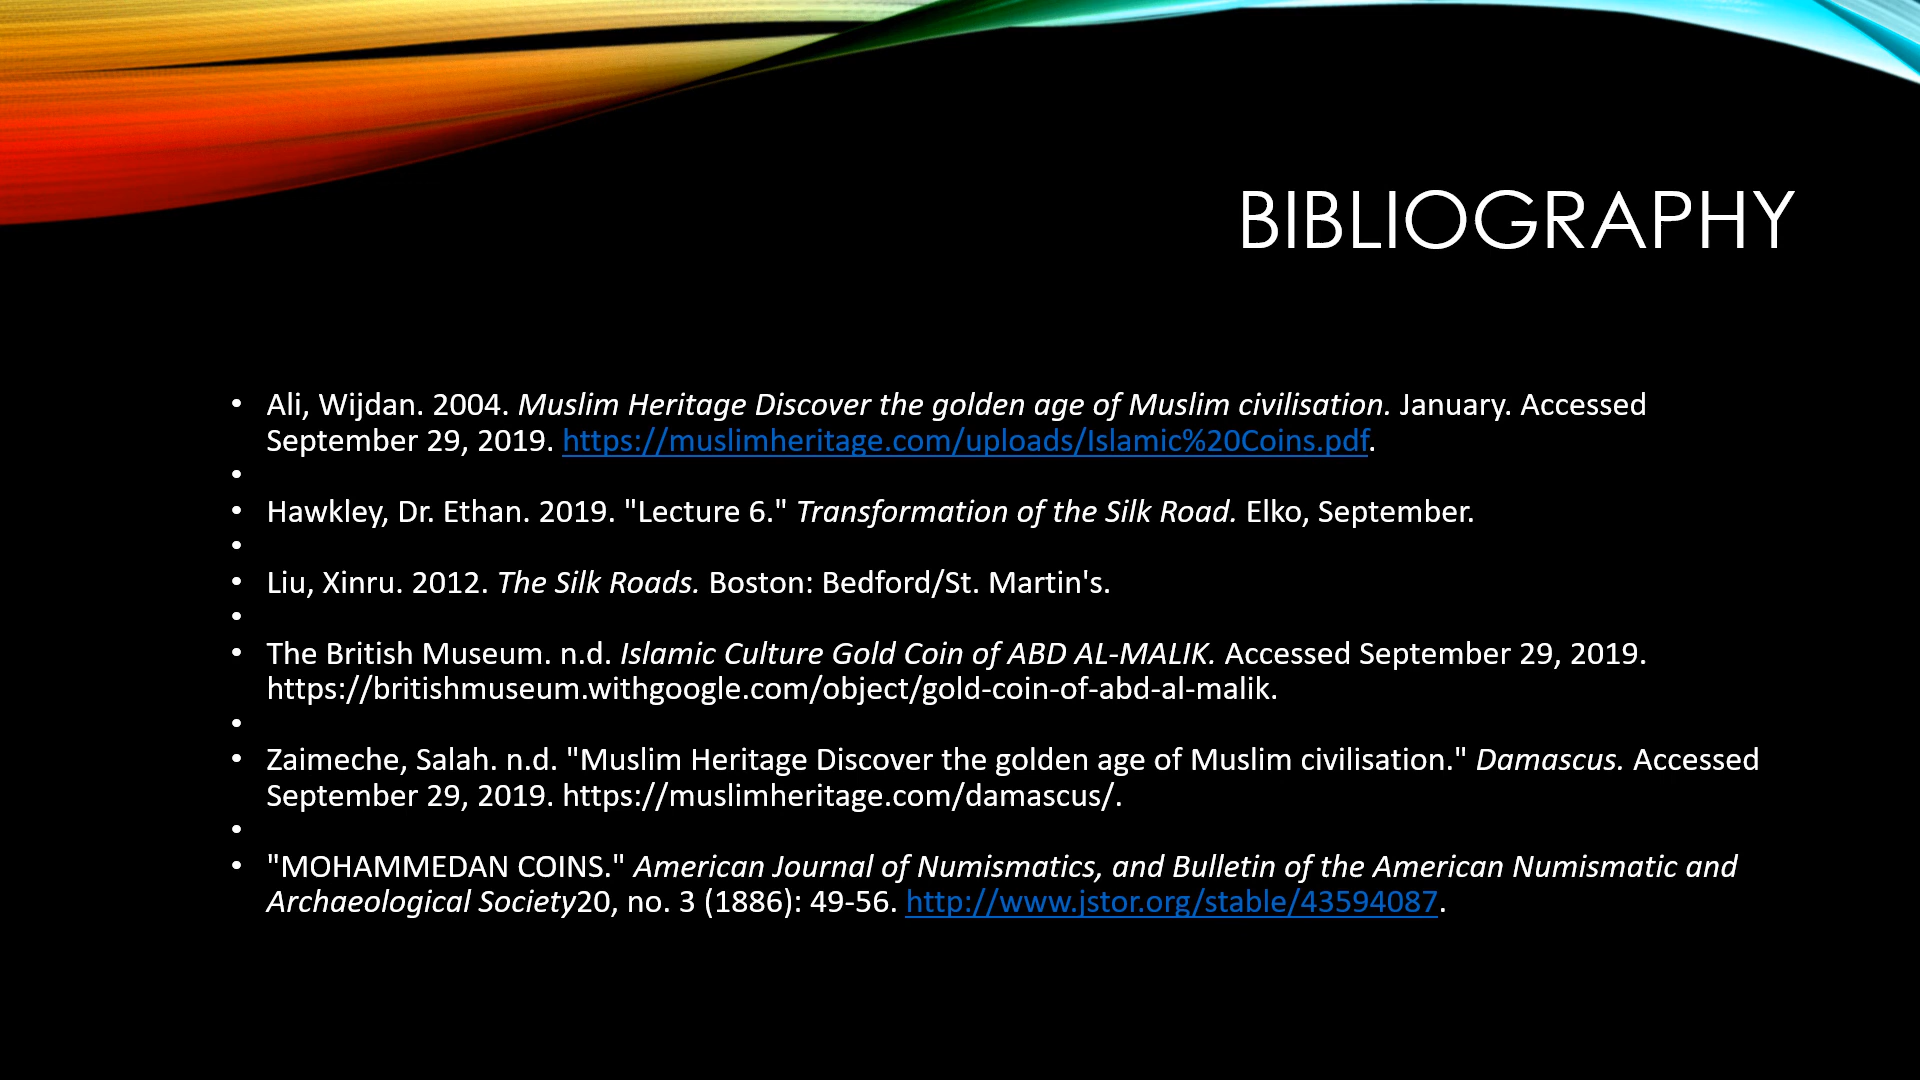 BIBLIOGRAPHY
• Ali, Wijdan. 2004. Muslim Heritage Discover the golden age of Muslim civilisation. January. Accessed
September 29, 2019. https://muslimheritage.com/uploads/Islamic%20Coins.pdf.
•
• Hawkley, Dr. Ethan. 2019. "Lecture 6." Transformation of the Silk Road. Elko, September.
•
• Liu, Xinru. 2012. The Silk Roads. Boston: Bedford/St. Martin's.
•
• The British Museum. n.d. Islamic Culture Gold Coin of ABD AL-MALIK. Accessed September 29, 2019.
https://britishmuseum.withgoogle.com/object/gold-coin-of-abd-al-malik.
•
• Zaimeche, Salah. n.d. "Muslim Heritage Discover the golden age of Muslim civilisation." Damascus. Accessed
September 29, 2019. https://muslimheritage.com/damascus/.
•
• "MOHAMMEDAN COINS." American Journal of Numismatics, and Bulletin of the American Numismatic and
Archaeological Society20, no. 3 (1886): 49-56. http://www.jstor.org/stable/43594087.